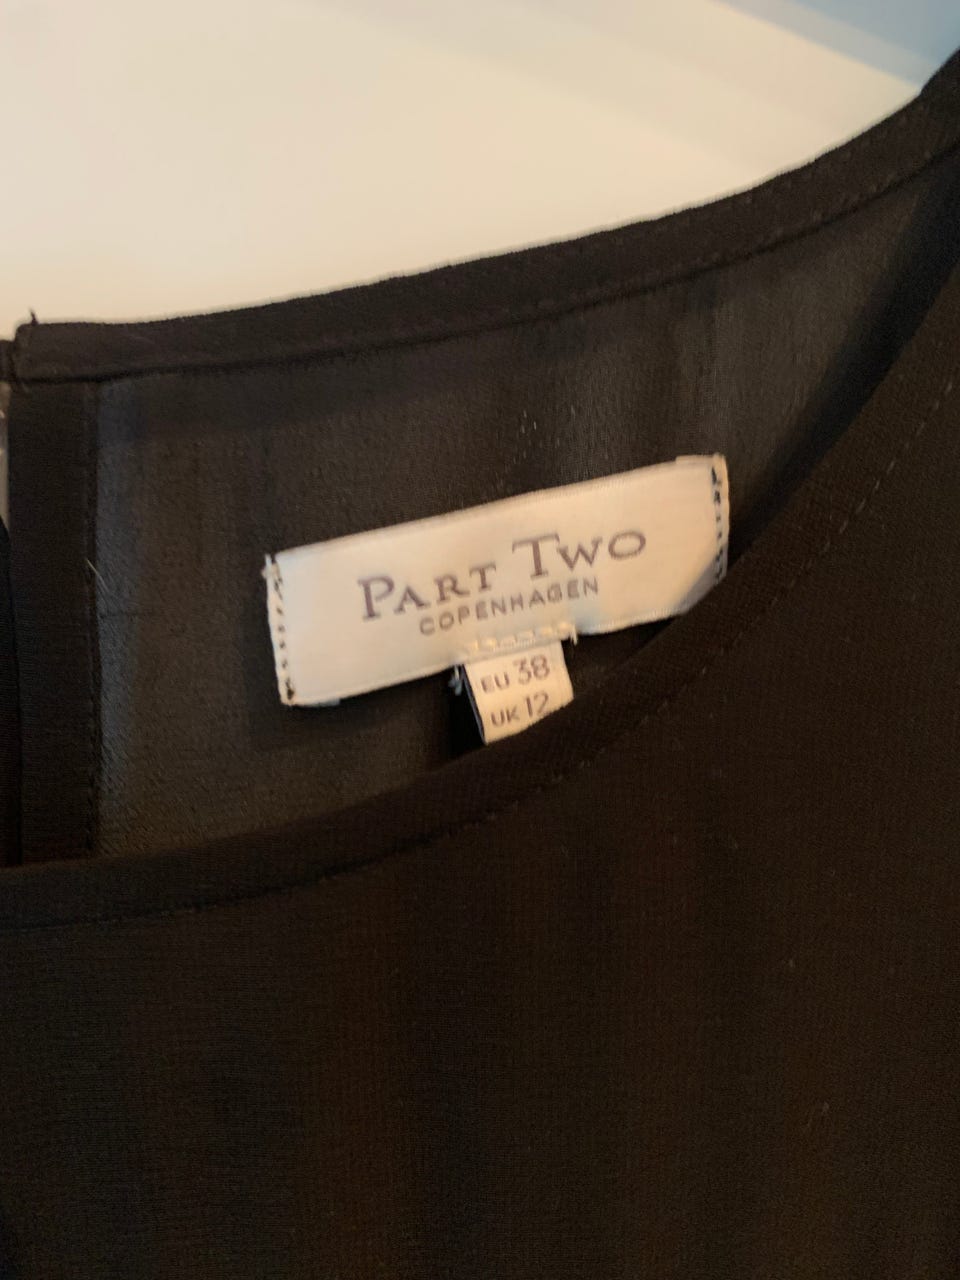 PART TWO
COPENHAGEN
EU 38
UK 12